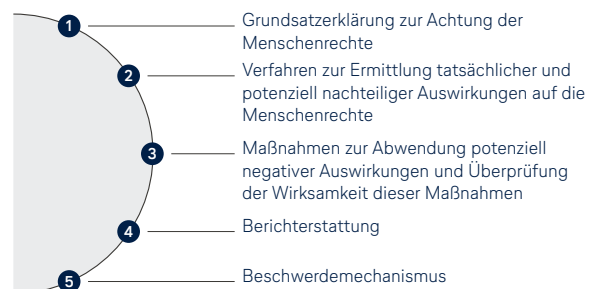 1 Grundsatzerklärung zur Achtung der
Menschenrechte
2 Verfahren zur Ermittlung tatsächlicher und
potenziell nachteiliger Auswirkungen auf die
Menschenrechte
3 Maßnahmen zur Abwendung potenziell
negativer Auswirkungen und Überprüfung
der Wirksamkeit dieser Maßnahmen
4 Berichterstattung
5 Beschwerdemechanismus